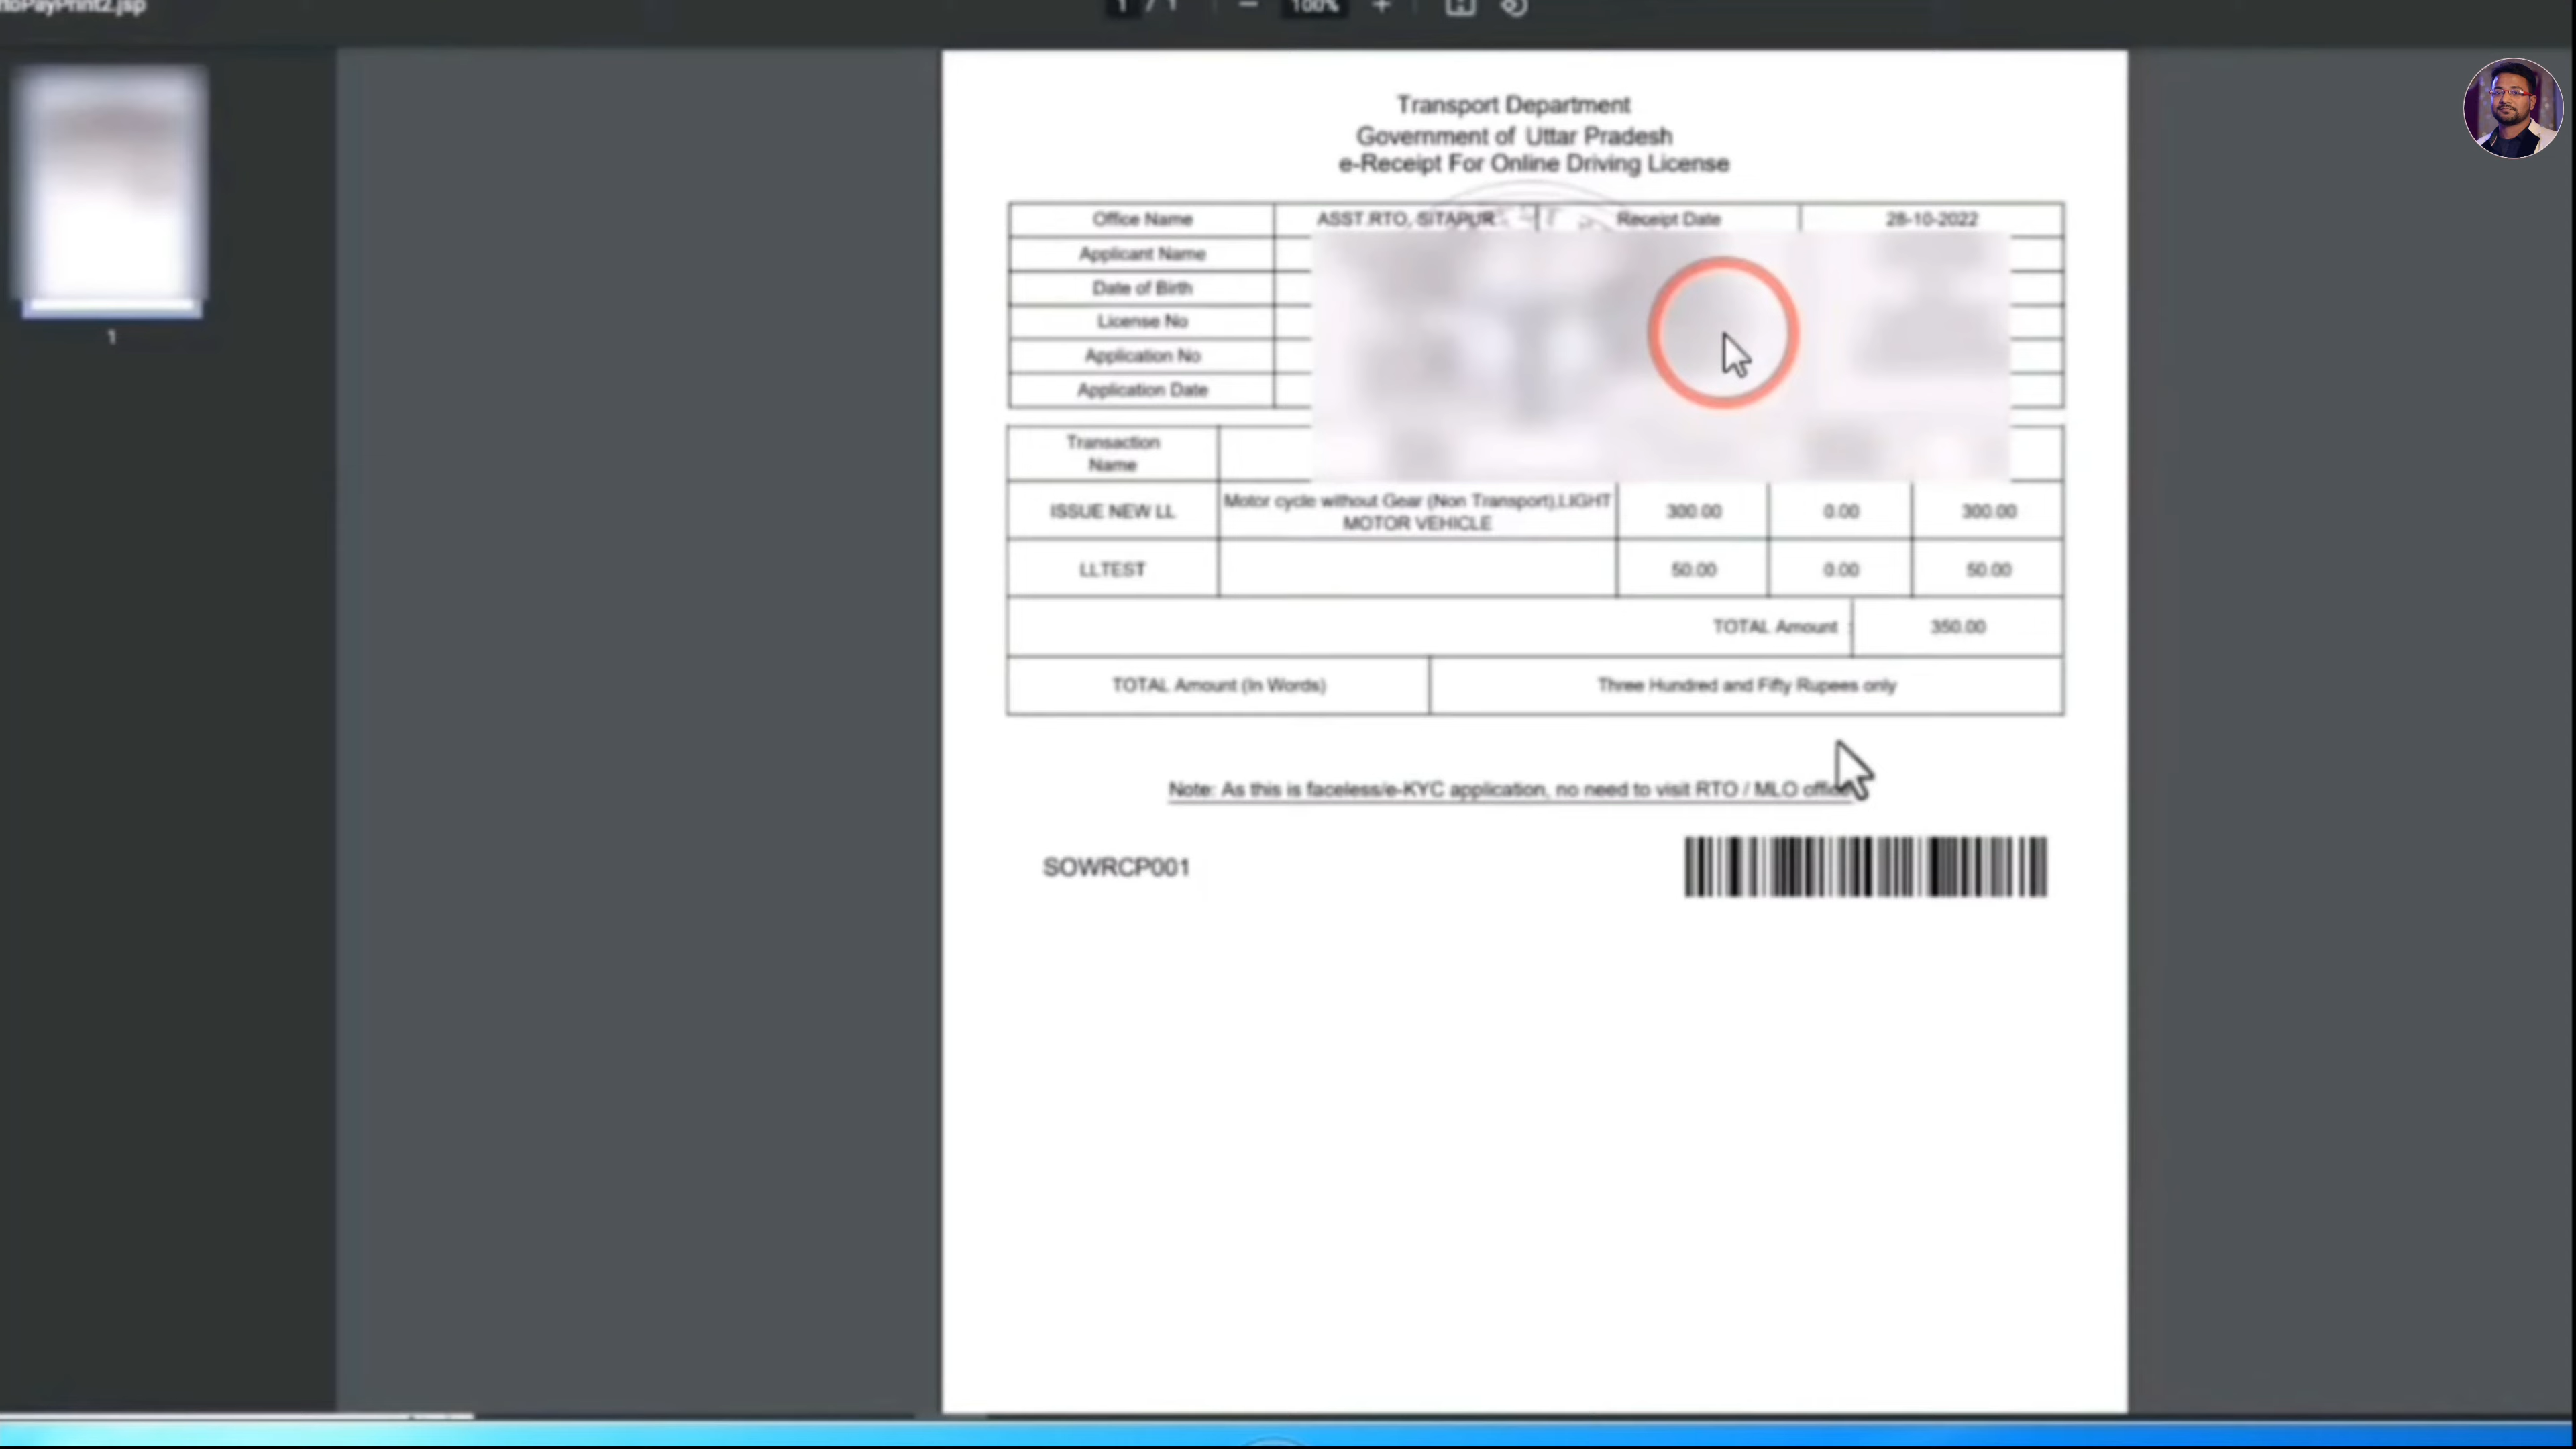 1 / 1 100%
Transport Department
Government of Uttar Pradesh
e-Receipt For Online Driving License
Office Name ASST.RTO, SITAPUR Receipt Date 28-10-2022
Applicant Name
Date of Birth
License No
Application No
Application Date
Transaction
Name
ISSUE NEW LL Motor cycle without Gear (Non Transport),LIGHT MOTOR VEHICLE 300.00 0.00 300.00
LLTEST 50.00 0.00 50.00
TOTAL Amount : 350.00
TOTAL Amount (In Words) Three Hundred and Fifty Rupees only
Note: As this is faceless/e-KYC application, no need to visit RTO / MLO
SOWRCP001
1